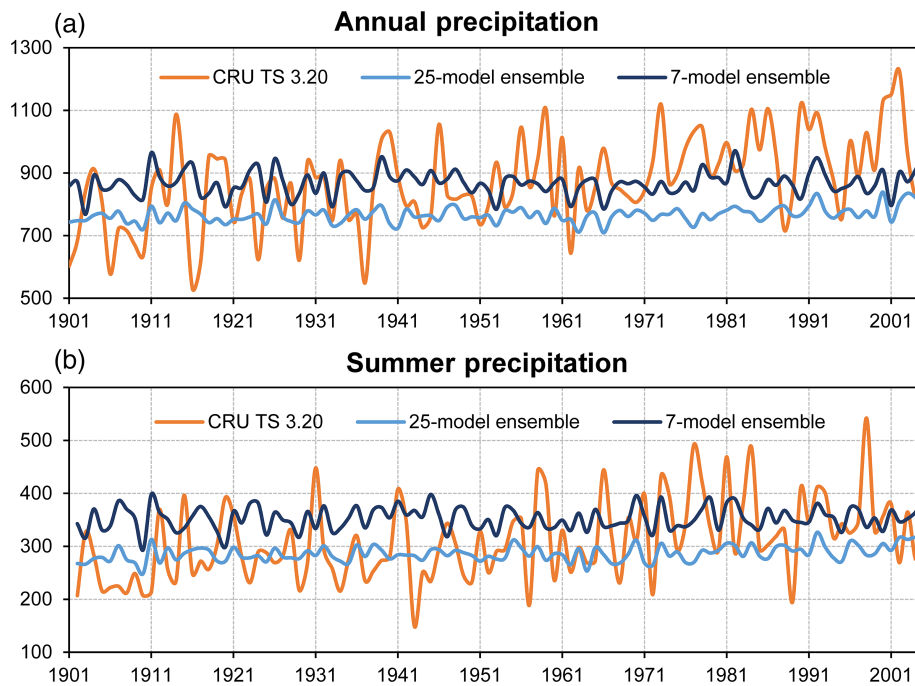 (a) Annual precipitation
1300
CRU TS 3.20 25-model ensemble 7-model ensemble
1100
900
700
500
1901 1911 1921 1931 1941 1951 1961 1971 1981 1991 2001
(b) Summer precipitation
600
CRU TS 3.20 25-model ensemble 7-model ensemble
500
400
300
200
100
1901 1911 1921 1931 1941 1951 1961 1971 1981 1991 2001